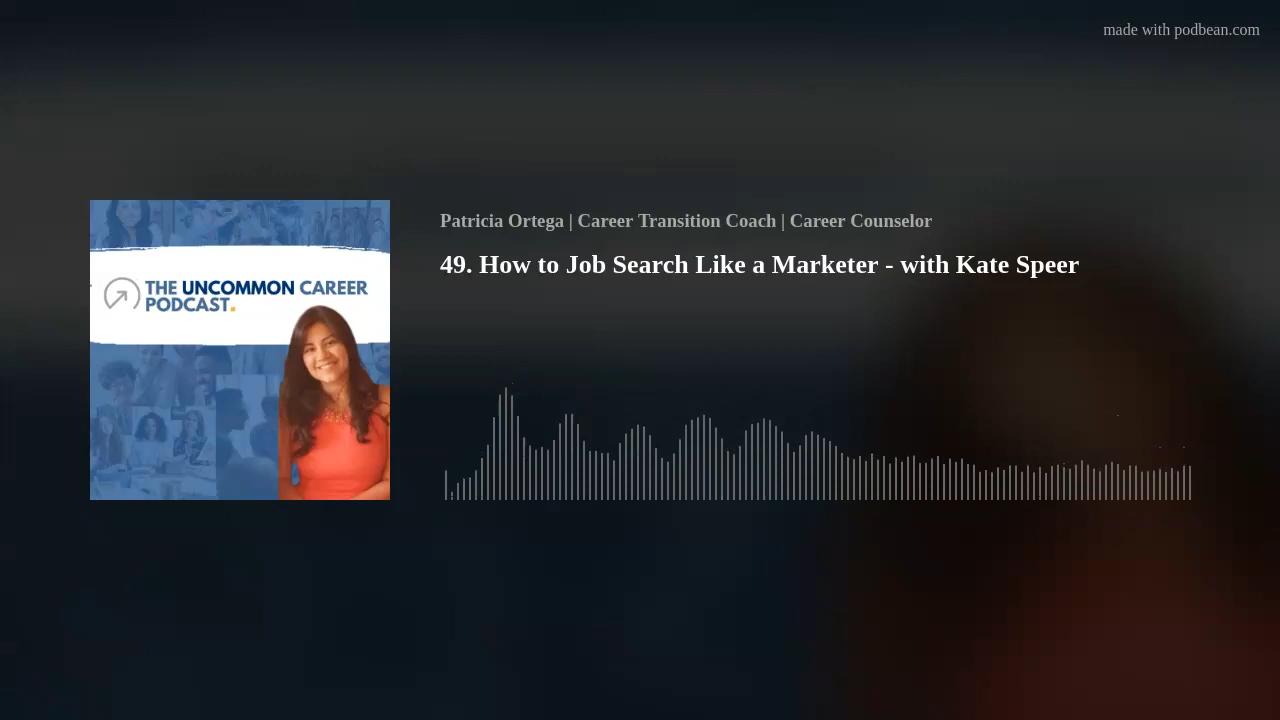 made with podbean.com
Patricia Ortega | Career Transition Coach | Career Counselor
49. How to Job Search Like a Marketer - with Kate Speer
THE UNCOMMON CAREER
PODCAST.